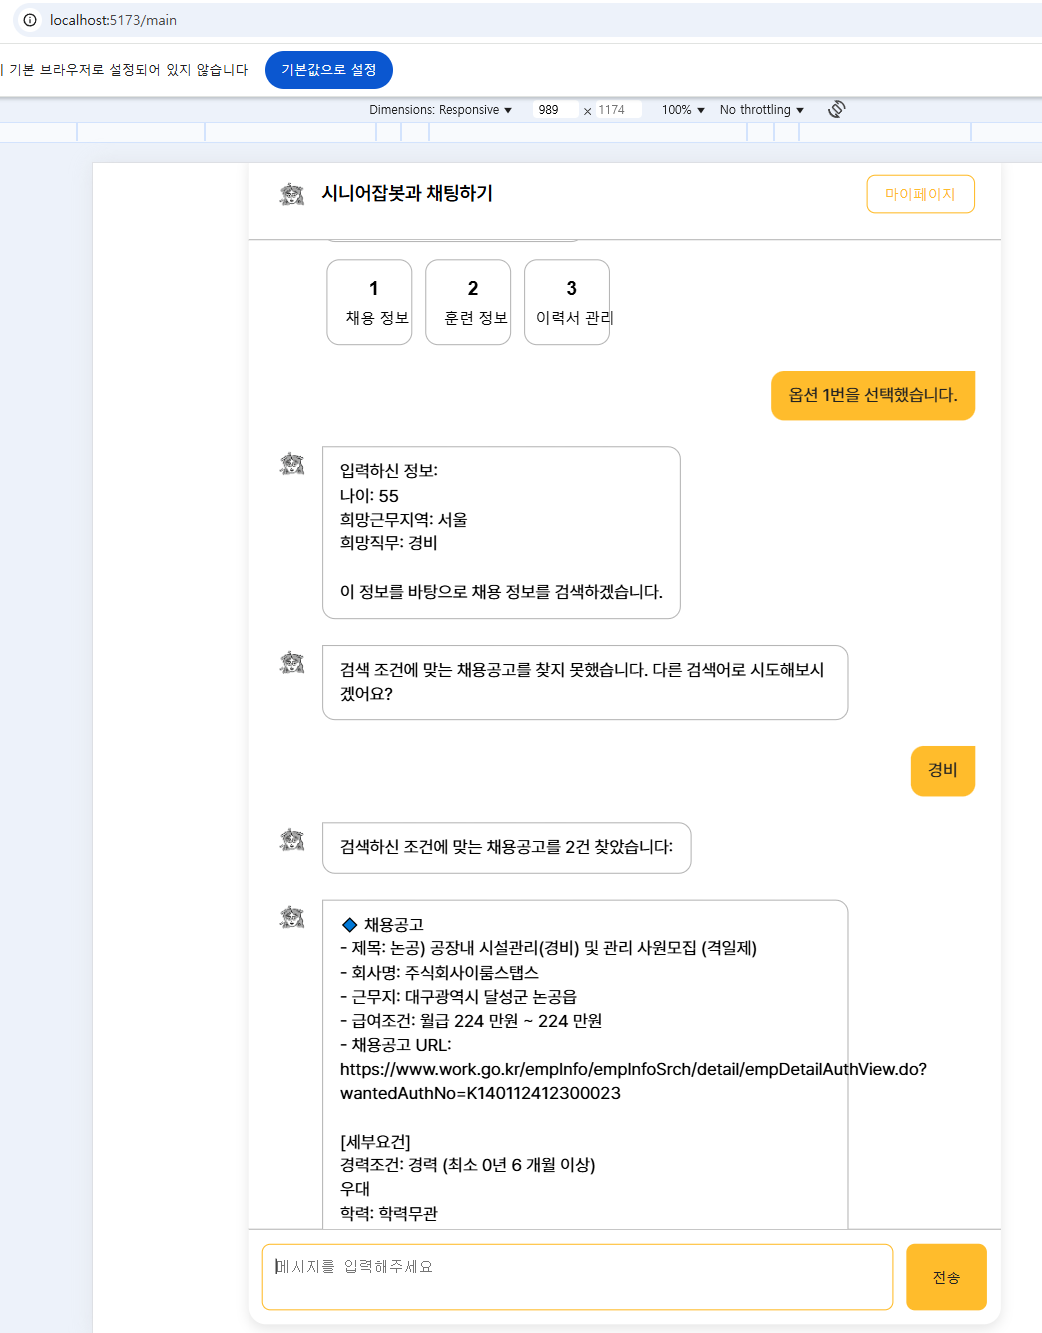 localhost:5173/main
기본 브라우저로 설정되어 있지 않습니다
기본값으로 설정
Dimensions: Responsive ▼ 989 × 1174 100% ▼ No throttling ▼
시니어잡봇과 채팅하기
마이페이지
1
채용 정보
2
훈련 정보
3
이력서 관리
옵션 1번을 선택했습니다.
입력하신 정보:
나이: 55
희망근무지역: 서울
희망직무: 경비
이 정보를 바탕으로 채용 정보를 검색하겠습니다.
검색 조건에 맞는 채용공고를 찾지 못했습니다. 다른 검색어로 시도해보시
겠어요?
경비
검색하신 조건에 맞는 채용공고를 2건 찾았습니다:
🔷 채용공고
- 제목: 논공) 공장내 시설관리(경비) 및 관리 사원모집 (격일제)
- 회사명: 주식회사이룸스탭스
- 근무지: 대구광역시 달성군 논공읍
- 급여조건: 월급 224 만원 ~ 224 만원
- 채용공고 URL:
https://www.work.go.kr/empInfo/empInfoSrch/detail/empDetailAuthView.do?
wantedAuthNo=K140112412300023
[세부요건]
경력조건: 경력 (최소 0년 6 개월 이상)
우대
학력: 학력무관
메시지를 입력해주세요
전송